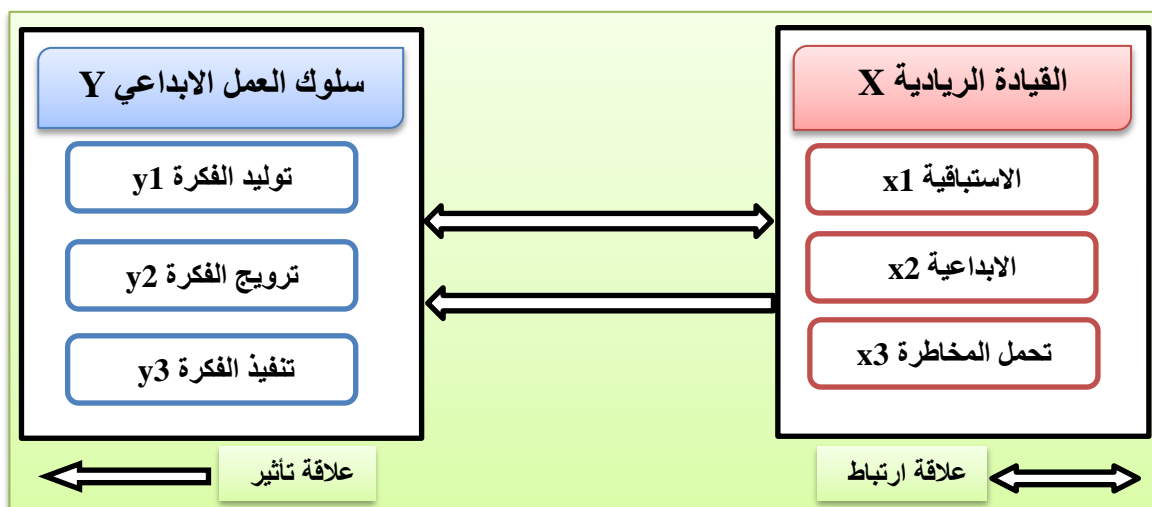 القيادة الريادية X
الاستباقية x1
الابداعية x2
تحمل المخاطرة x3
سلوك العمل الابداعي Y
توليد الفكرة y1
ترويج الفكرة y2
تنفيذ الفكرة y3
علاقة ارتباط
علاقة تأثير